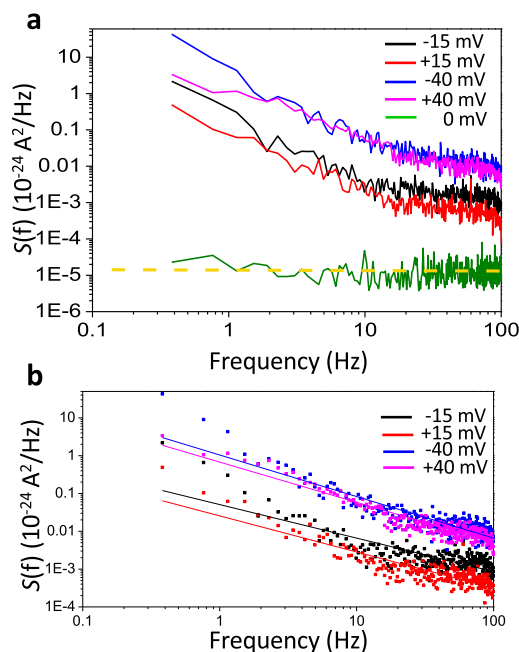 a
S(f) (10⁻²⁴ A²/Hz)
10
1
0.1
0.01
1E-3
1E-4
1E-5
1E-6
-15 mV
+15 mV
-40 mV
+40 mV
0 mV
0.1 1 10 100
Frequency (Hz)
b
S(f) (10⁻²⁴ A²/Hz)
10
1
0.1
0.01
1E-3
1E-4
-15 mV
+15 mV
-40 mV
+40 mV
0.1 1 10 100
Frequency (Hz)